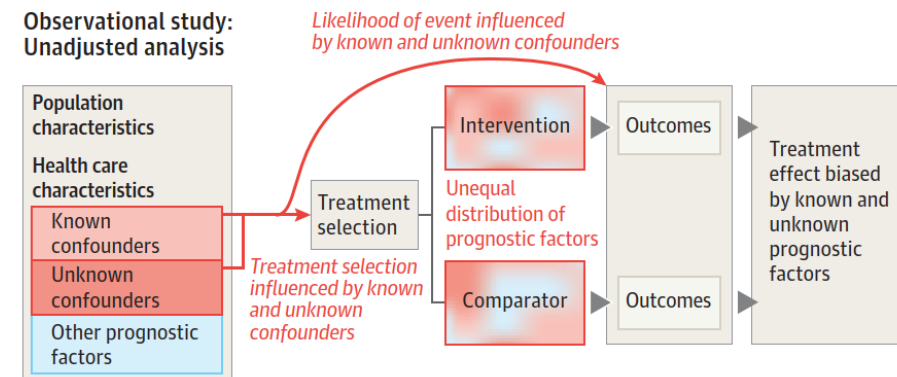 Observational study:
Unadjusted analysis
Likelihood of event influenced
by known and unknown confounders
Population
characteristics
Health care
characteristics
Known
confounders
Unknown
confounders
Other prognostic
factors
Treatment
selection
Treatment selection
influenced by known
and unknown
confounders
Intervention
Unequal
distribution of
prognostic factors
Comparator
Outcomes
Outcomes
Treatment
effect biased
by known and
unknown
prognostic
factors